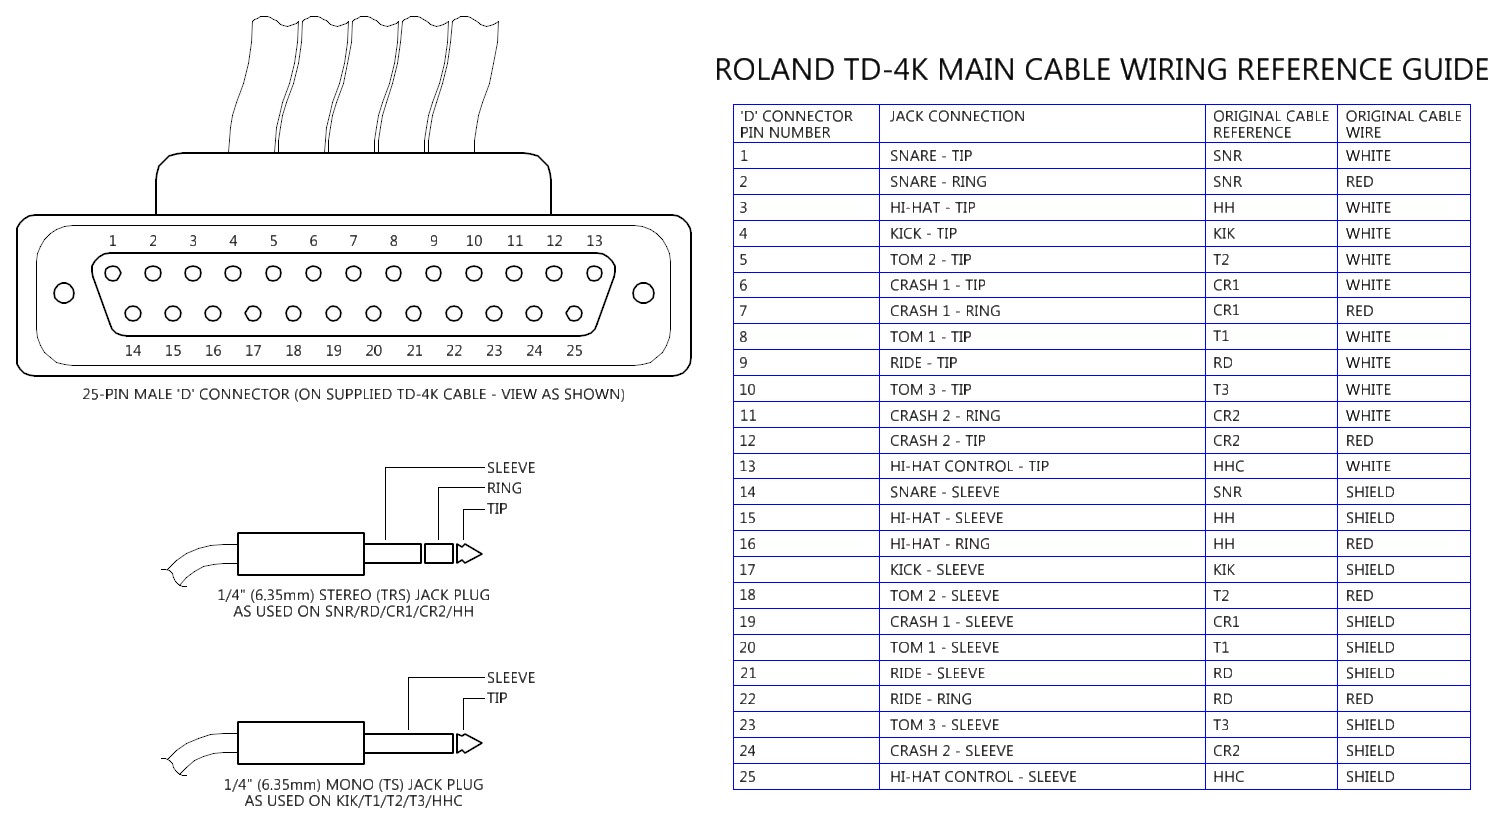 ROLAND TD-4K MAIN CABLE WIRING REFERENCE GUIDE
1 2 3 4 5 6 7 8 9 10 11 12 13
14 15 16 17 18 19 20 21 22 23 24 25
25-PIN MALE 'D' CONNECTOR (ON SUPPLIED TD-4K CABLE - VIEW AS SHOWN)
SLEEVE
RING
TIP
1/4" (6.35mm) STEREO (TRS) JACK PLUG
AS USED ON SNR/RD/CR1/CR2/HH
SLEEVE
TIP
1/4" (6.35mm) MONO (TS) JACK PLUG
AS USED ON KIK/T1/T2/T3/HHC
'D' CONNECTOR JACK CONNECTION ORIGINAL CABLE ORIGINAL CABLE
PIN NUMBER REFERENCE WIRE
1 SNARE - TIP SNR WHITE
2 SNARE - RING SNR RED
3 HI-HAT - TIP HH WHITE
4 KICK - TIP KIK WHITE
5 TOM 2 - TIP T2 WHITE
6 CRASH 1 - TIP CR1 WHITE
7 CRASH 1 - RING CR1 RED
8 TOM 1 - TIP T1 WHITE
9 RIDE - TIP RD WHITE
10 TOM 3 - TIP T3 WHITE
11 CRASH 2 - RING CR2 WHITE
12 CRASH 2 - TIP CR2 RED
13 HI-HAT CONTROL - TIP HHC WHITE
14 SNARE - SLEEVE SNR SHIELD
15 HI-HAT - SLEEVE HH SHIELD
16 HI-HAT - RING HH RED
17 KICK - SLEEVE KIK SHIELD
18 TOM 2 - SLEEVE T2 RED
19 CRASH 1 - SLEEVE CR1 SHIELD
20 TOM 1 - SLEEVE T1 SHIELD
21 RIDE - SLEEVE RD SHIELD
22 RIDE - RING RD RED
23 TOM 3 - SLEEVE T3 SHIELD
24 CRASH 2 - SLEEVE CR2 SHIELD
25 HI-HAT CONTROL - SLEEVE HHC SHIELD